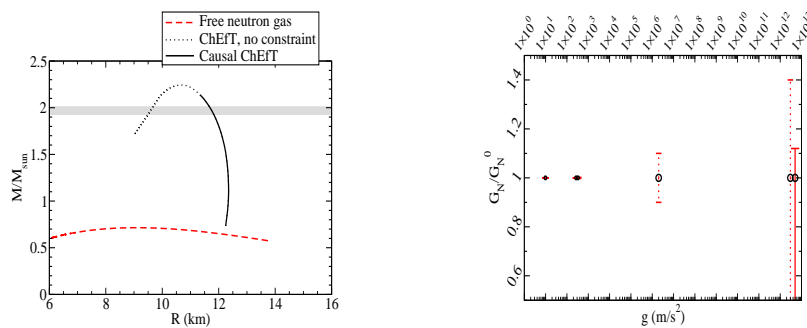 Free neutron gas
ChEfT, no constraint
Causal ChEfT
2.5
2
1.5
1
0.5
0
M/M_sun
6 8 10 12 14 16
R (km)
1×10^0 1×10^1 1×10^2 1×10^3 1×10^4 1×10^5 1×10^6 1×10^7 1×10^8 1×10^9 1×10^10 1×10^11 1×10^12 1×10^13
1.4
1.2
1
0.8
0.6
G_N/G_N^0
g (m/s^2)